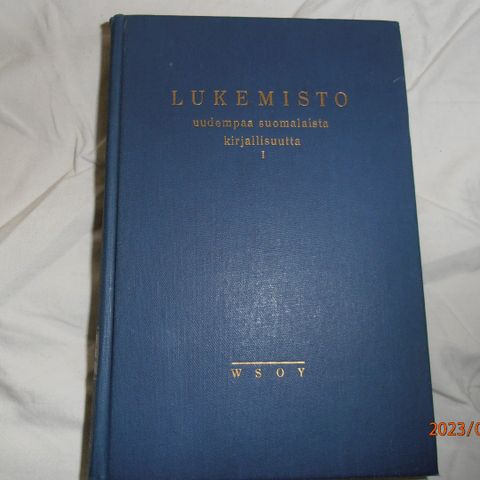 LUKEMISTO
uudempaa suomalaista
kirjallisuutta
I
WSOY
2023/0